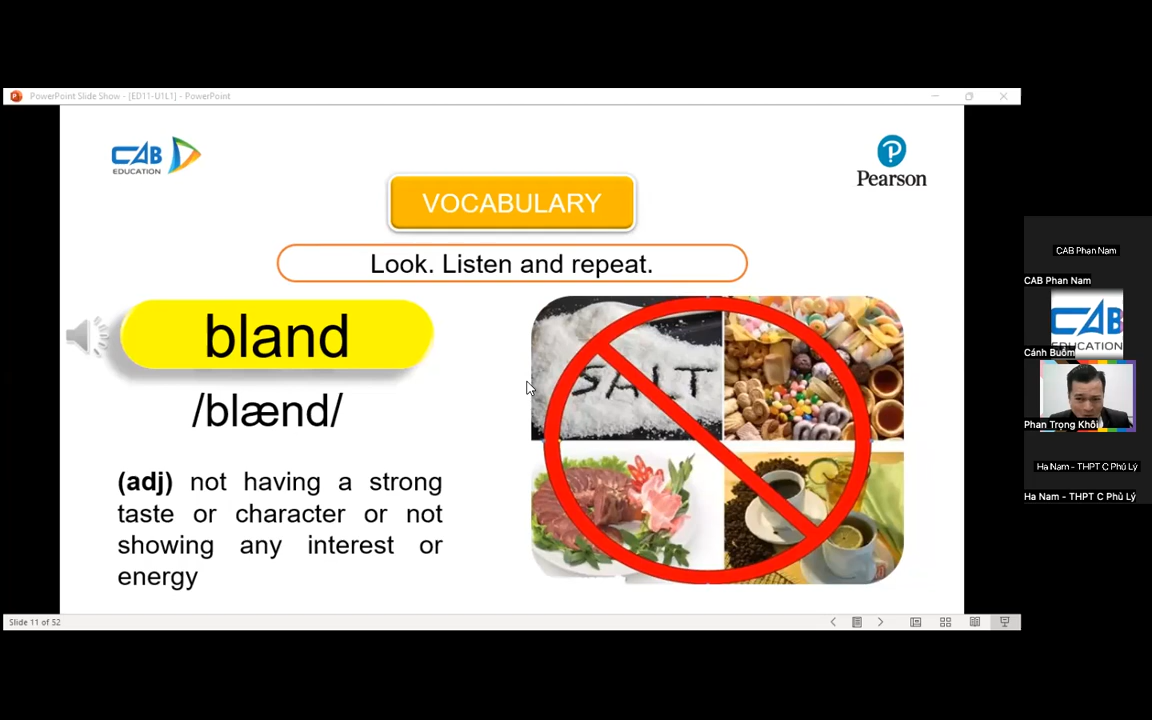 PowerPoint Slide Show - [ED11-U1L1] - PowerPoint
CAB
EDUCATION
Pearson
VOCABULARY
Look. Listen and repeat.
bland
/blænd/
(adj) not having a strong
taste or character or not
showing any interest or
energy
SALT
Slide 11 of 52
CAB Phan Nam
CAB Phan Nam
CAB
EDUCATION
Cánh Buồm
Phan Trọng Khôi
Ha Nam - THPT C Phủ Lý
Ha Nam - THPT C Phủ Lý